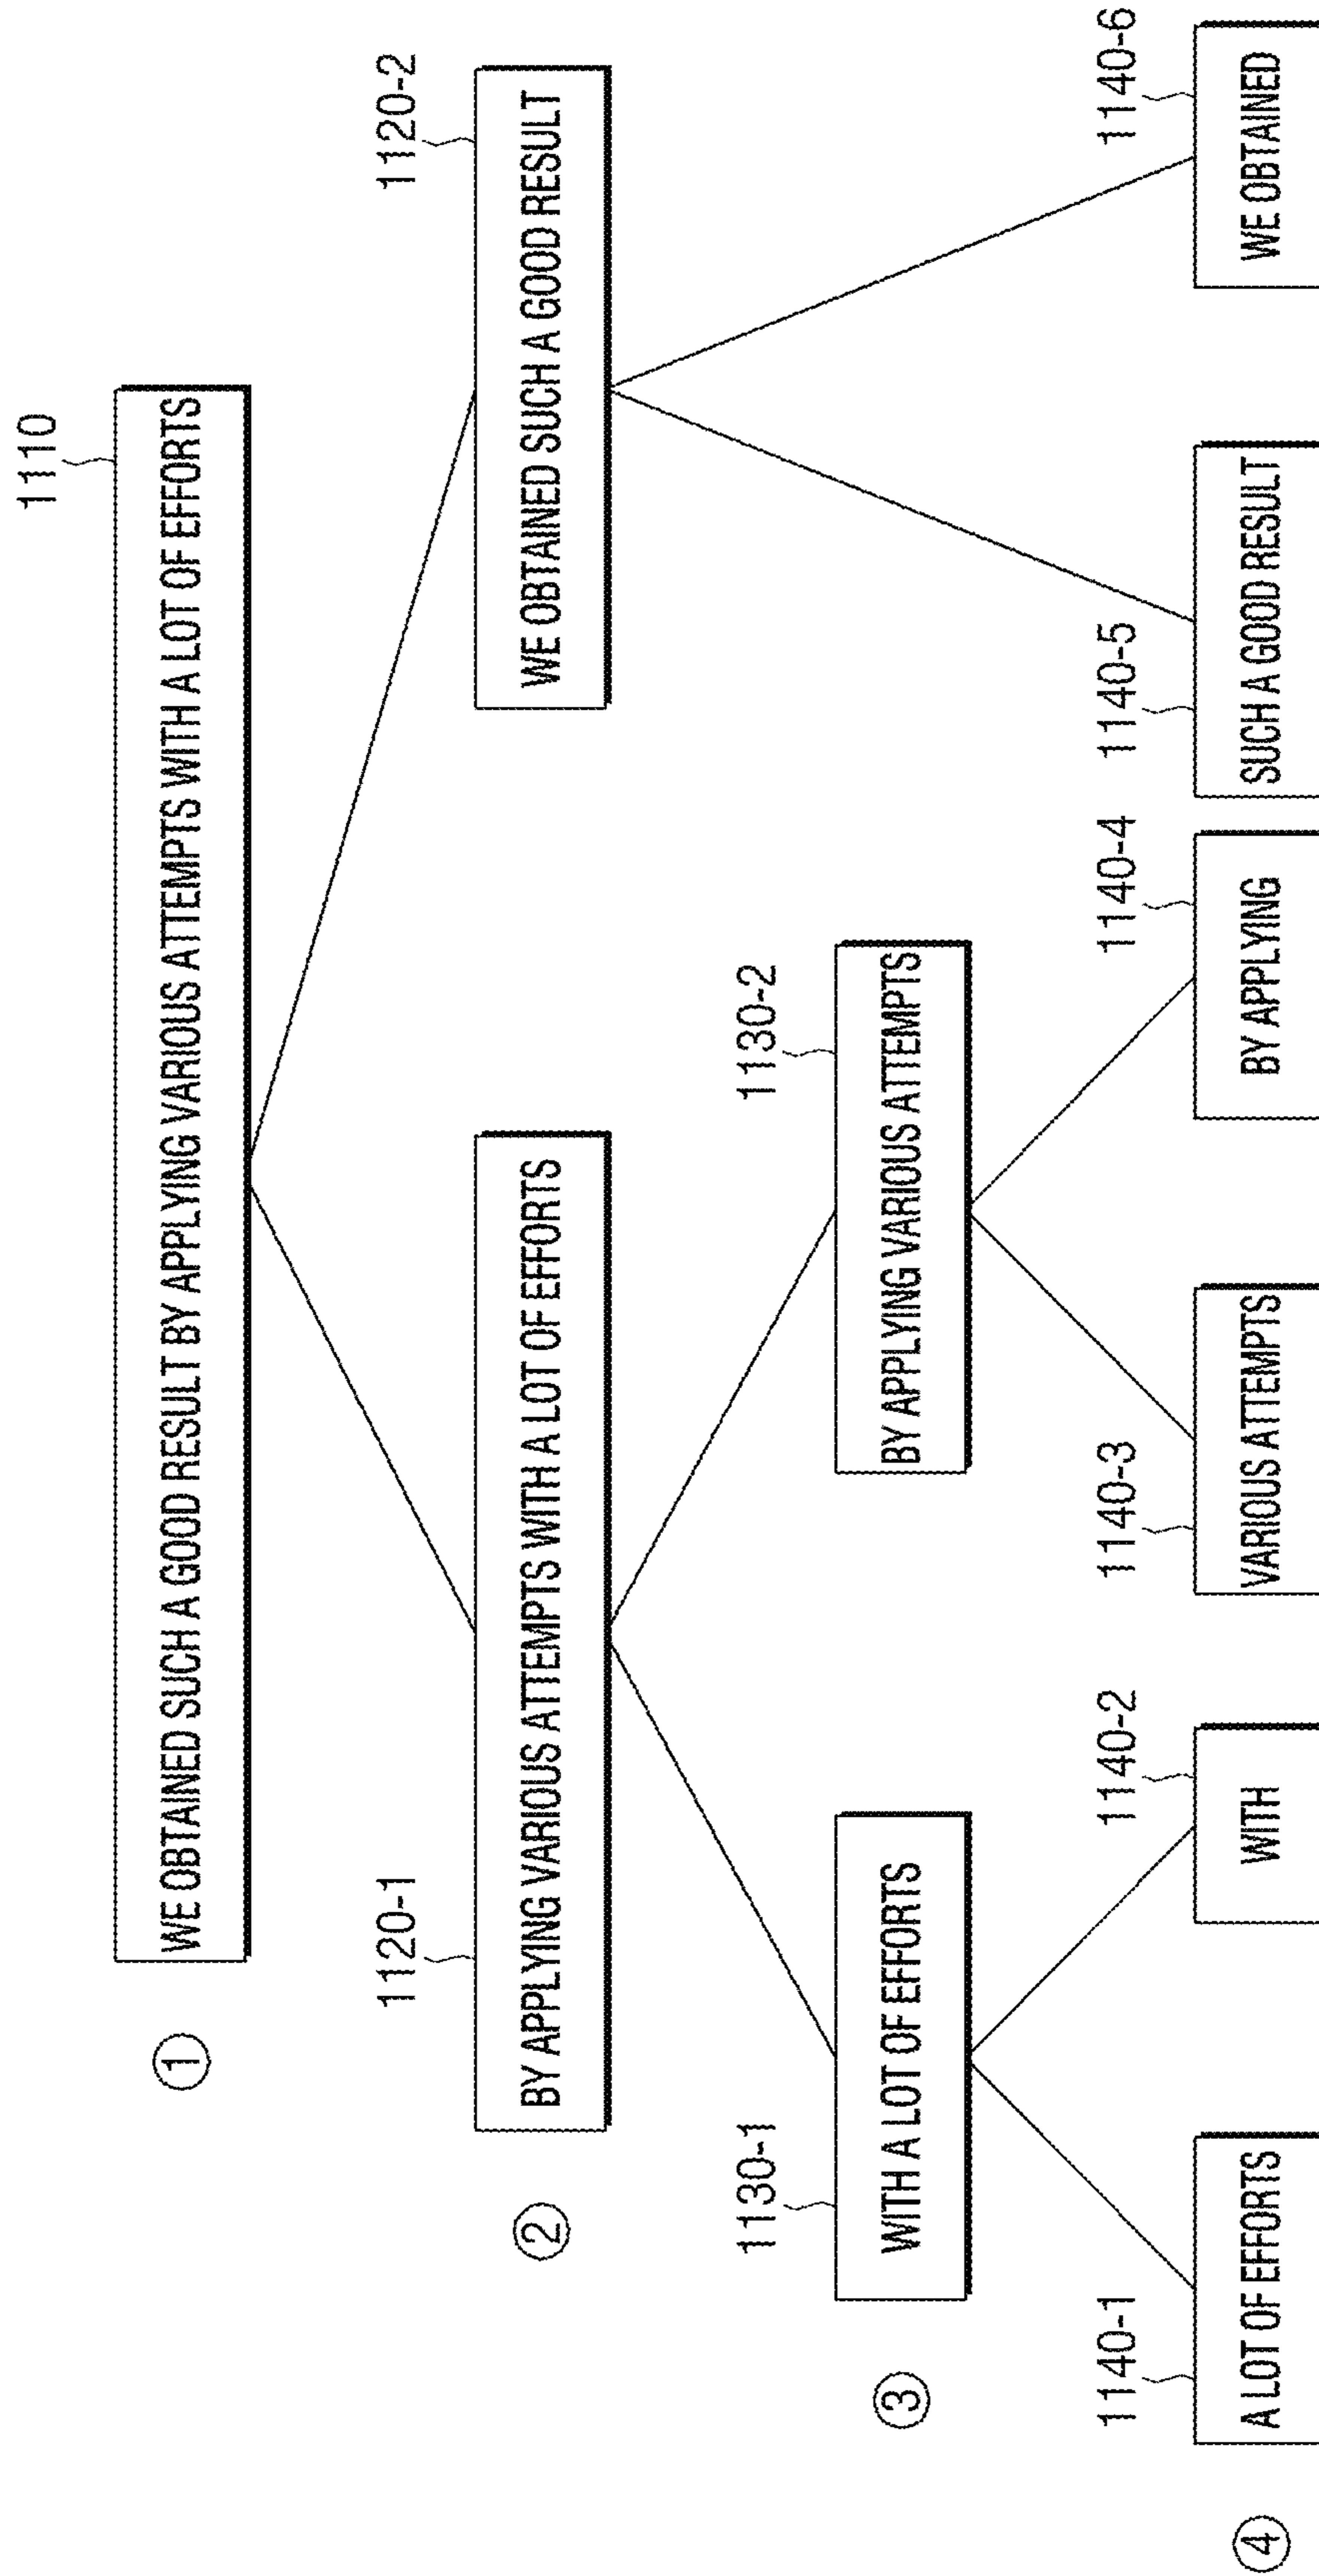 1110
① WE OBTAINED SUCH A GOOD RESULT BY APPLYING VARIOUS ATTEMPTS WITH A LOT OF EFFORTS
1120-1
1120-2
② BY APPLYING VARIOUS ATTEMPTS WITH A LOT OF EFFORTS
WE OBTAINED SUCH A GOOD RESULT
1130-1
1130-2
③ WITH A LOT OF EFFORTS
BY APPLYING VARIOUS ATTEMPTS
1140-1
1140-2
1140-3
1140-4
1140-5
1140-6
④ A LOT OF EFFORTS
WITH
VARIOUS ATTEMPTS
BY APPLYING
SUCH A GOOD RESULT
WE OBTAINED